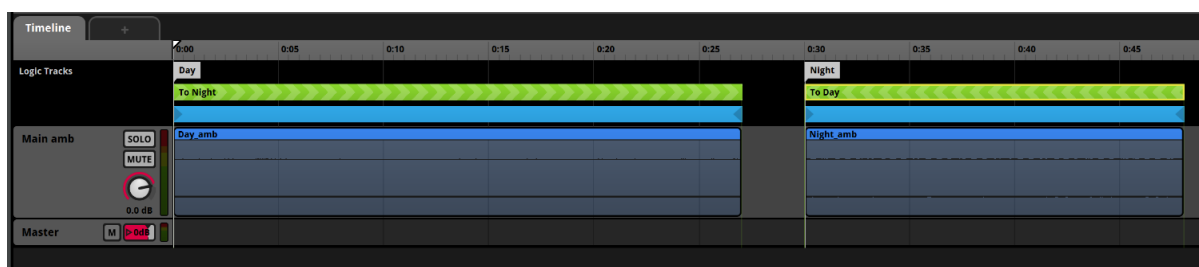 Timeline +
0:00 0:05 0:10 0:15 0:20 0:25 0:30 0:35 0:40 0:45
Logic Tracks Day Night
To Night To Day
Main amb SOLO Day_amb Night_amb
MUTE
0.0 dB
Master M 0dB